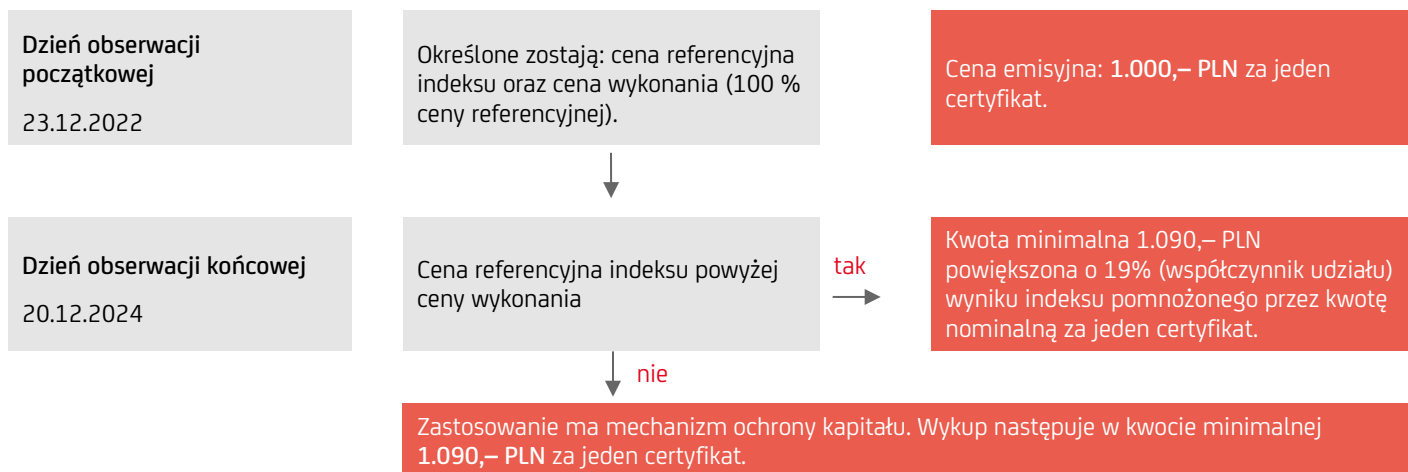 Dzień obserwacji
początkowej
23.12.2022
Określone zostają: cena referencyjna
indeksu oraz cena wykonania (100 %
ceny referencyjnej).
Cena emisyjna: 1.000,– PLN za jeden
certyfikat.
Dzień obserwacji końcowej
20.12.2024
Cena referencyjna indeksu powyżej
ceny wykonania
tak
Kwota minimalna 1.090,– PLN
powiększona o 19% (współczynnik udziału)
wyniku indeksu pomnożonego przez kwotę
nominalną za jeden certyfikat.
nie
Zastosowanie ma mechanizm ochrony kapitału. Wykup następuje w kwocie minimalnej
1.090,– PLN za jeden certyfikat.